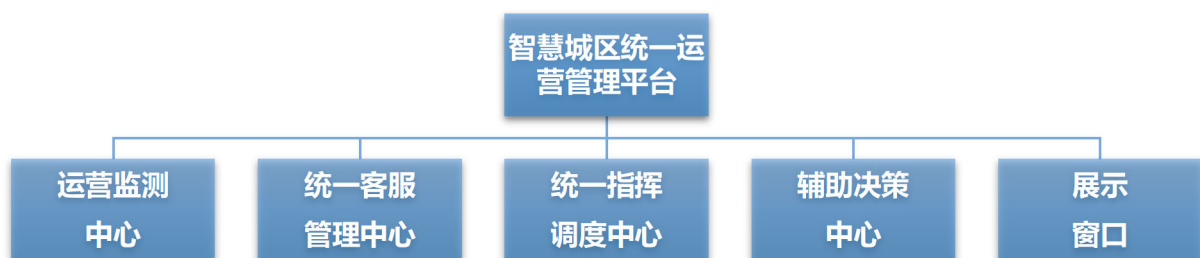 智慧城区统一运
营管理平台
运营监测
中心
统一客服
管理中心
统一指挥
调度中心
辅助决策
中心
展示
窗口